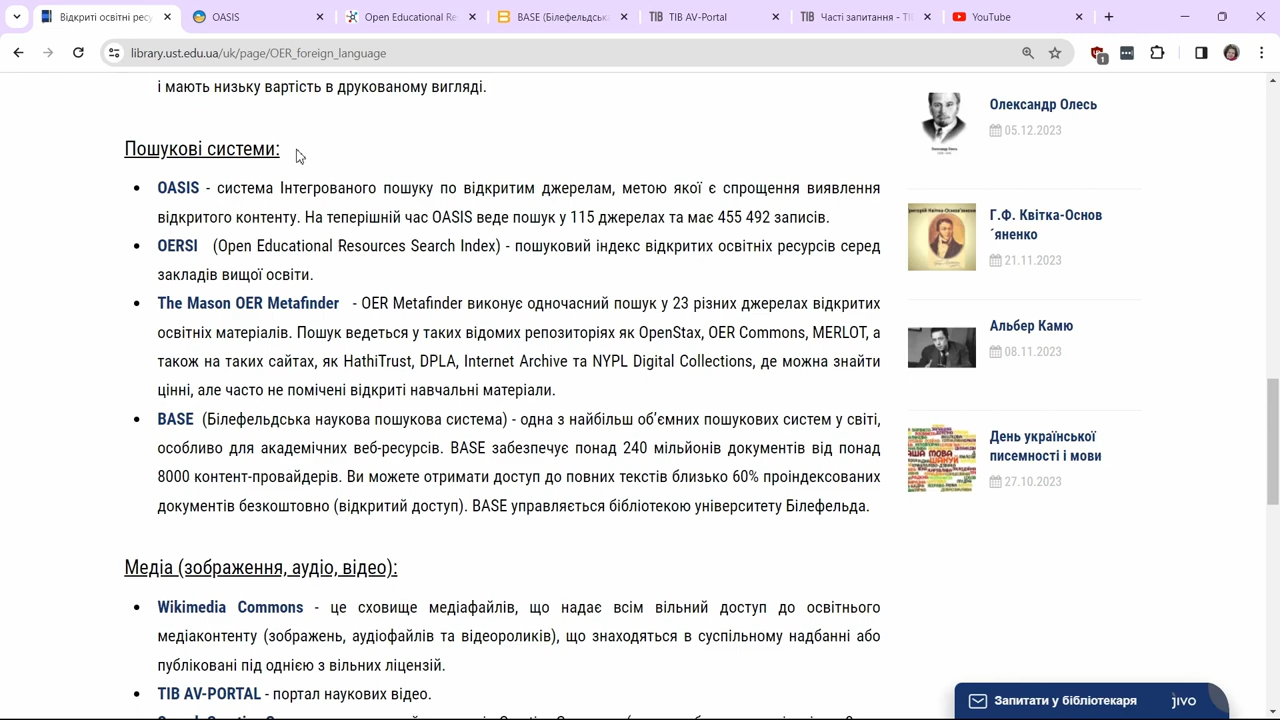 Відкриті освітні ресу
OASIS
Open Educational Re
BASE (Білефельдськ
TIB AV-Portal
Часті запитання - TI
YouTube
library.ust.edu.ua/uk/page/OER_foreign_language
1
і мають низьку вартість в друкованому вигляді.
Пошукові системи:
OASIS - система Інтегрованого пошуку по відкритим джерелам, метою якої є спрощення виявлення
відкритого контенту. На теперішній час OASIS веде пошук у 115 джерелах та має 455 492 записів.
OERSI (Open Educational Resources Search Index) - пошуковий індекс відкритих освітніх ресурсів серед
закладів вищої освіти.
The Mason OER Metafinder - OER Metafinder виконує одночасний пошук у 23 різних джерелах відкритих
освітніх матеріалів. Пошук ведеться у таких відомих репозиторіях як OpenStax, OER Commons, MERLOT, а
також на таких сайтах, як HathiTrust, DPLA, Internet Archive та NYPL Digital Collections, де можна знайти
цінні, але часто не помічені відкриті навчальні матеріали.
BASE (Білефельдська наукова пошукова система) - одна з найбільш об’ємних пошукових систем у світі,
особливо для академічних веб-ресурсів. BASE забезпечує понад 240 мільйонів документів від понад
8000 контент-провайдерів. Ви можете отримати доступ до повних текстів близько 60% проіндексованих
документів безкоштовно (відкритий доступ). BASE управляється бібліотекою університету Білефельда.
Медіа (зображення, аудіо, відео):
Wikimedia Commons - це сховище медіафайлів, що надає всім вільний доступ до освітнього
медіаконтенту (зображень, аудіофайлів та відеороликів), що знаходяться в суспільному надбанні або
публіковані під однією з вільних ліцензій.
TIB AV-PORTAL - портал наукових відео.
Олександр Олесь
05.12.2023
Г.Ф. Квітка-Основ
´яненко
21.11.2023
Альбер Камю
08.11.2023
День української
писемності і мови
27.10.2023
Запитати у бібліотекаря
jivo